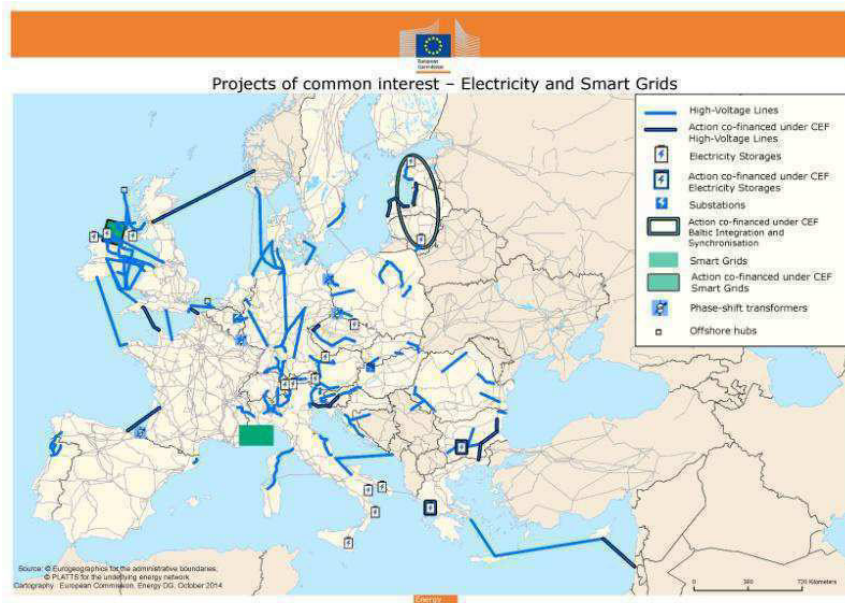 European
Commission
Projects of common interest – Electricity and Smart Grids
High-Voltage Lines
Action co-financed under CEF
High-Voltage Lines
Electricity Storages
Action co-financed under CEF
Electricity Storages
Substations
Action co-financed under CEF
Baltic Integration and
Synchronisation
Smart Grids
Action co-financed under CEF
Smart Grids
Phase-shift transformers
Offshore hubs
Source: © Eurogeographics for the administrative boundaries,
© PLATTS for the underlying energy network
Cartography : European Commission, Energy DG, October 2014
0 360 720 Kilometers
Energy